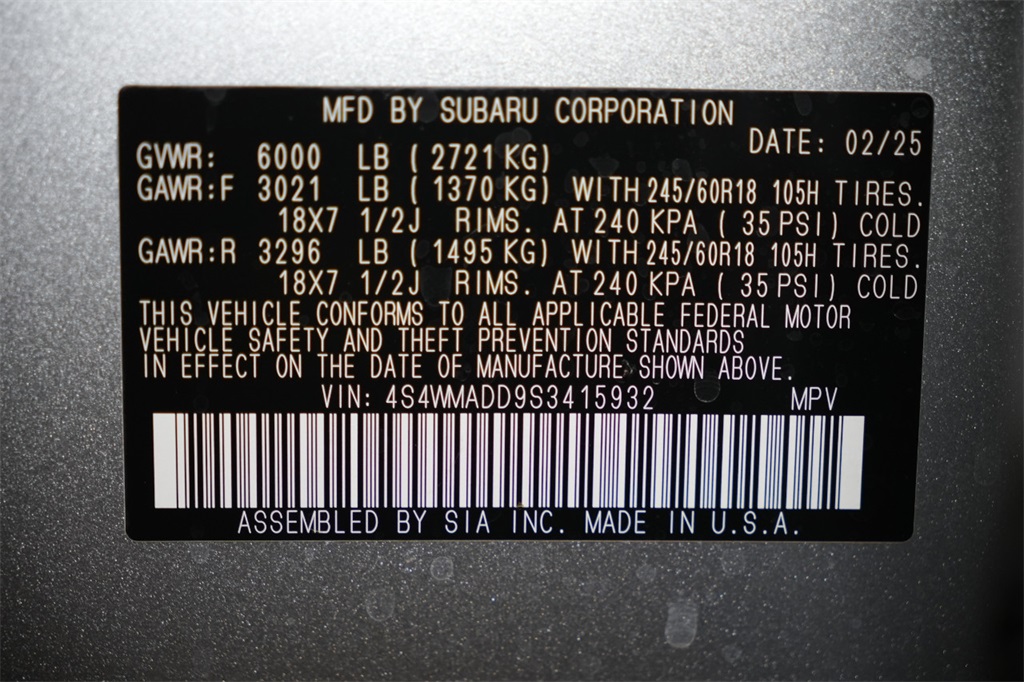 MFD BY SUBARU CORPORATION
DATE: 02/25
GVWR: 6000 LB ( 2721 KG)
GAWR:F 3021 LB ( 1370 KG) WITH 245/60R18 105H TIRES.
18X7 1/2J RIMS. AT 240 KPA ( 35 PSI) COLD
GAWR:R 3296 LB ( 1495 KG) WITH 245/60R18 105H TIRES.
18X7 1/2J RIMS. AT 240 KPA ( 35 PSI) COLD
THIS VEHICLE CONFORMS TO ALL APPLICABLE FEDERAL MOTOR
VEHICLE SAFETY AND THEFT PREVENTION STANDARDS
IN EFFECT ON THE DATE OF MANUFACTURE SHOWN ABOVE.
VIN: 4S4WMADD9S3415932 MPV
ASSEMBLED BY SIA INC. MADE IN U.S.A.